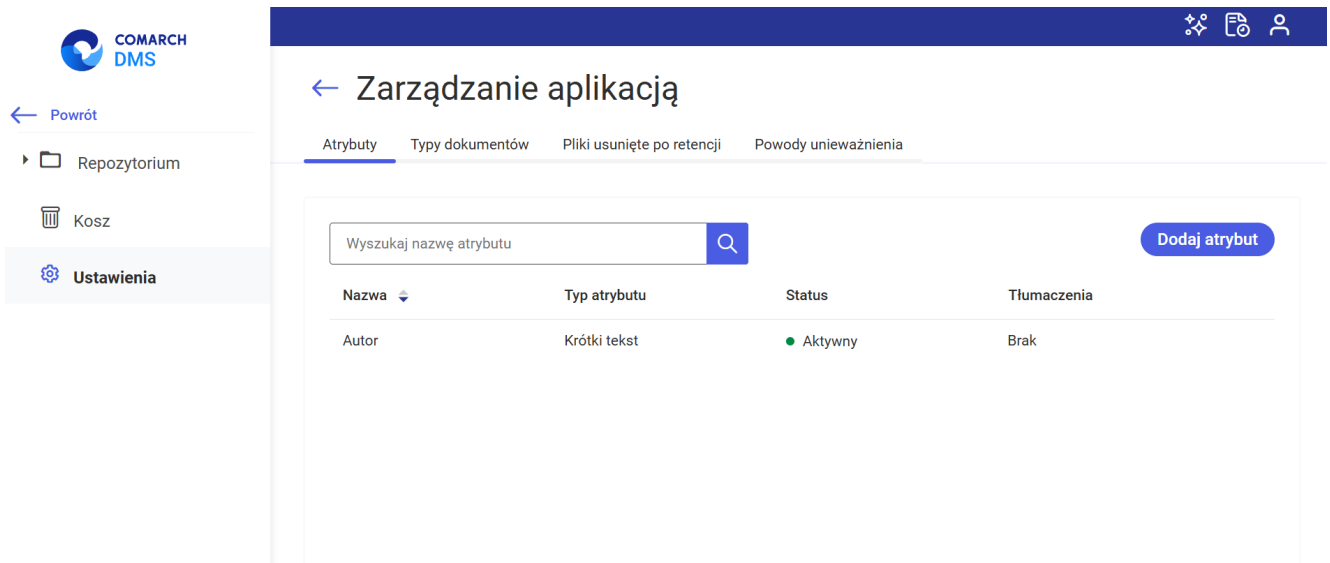 COMARCH
DMS
Powrót
Repozytorium
Kosz
Ustawienia
Zarządzanie aplikacją
Atrybuty Typy dokumentów Pliki usunięte po retencji Powody unieważnienia
Wyszukaj nazwę atrybutu
Dodaj atrybut
Nazwa Typ atrybutu Status Tłumaczenia
Autor Krótki tekst Aktywny Brak